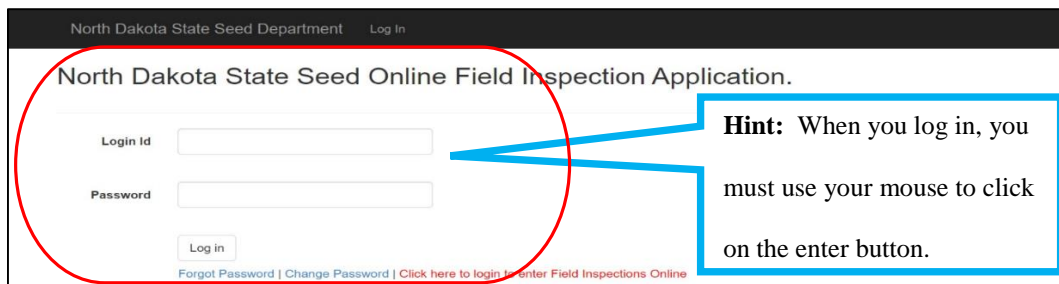 North Dakota State Seed Department Log In
North Dakota State Seed Online Field Inspection Application.
Login Id
Password
Log in
Forgot Password | Change Password | Click here to login to enter Field Inspections Online
Hint: When you log in, you
must use your mouse to click
on the enter button.